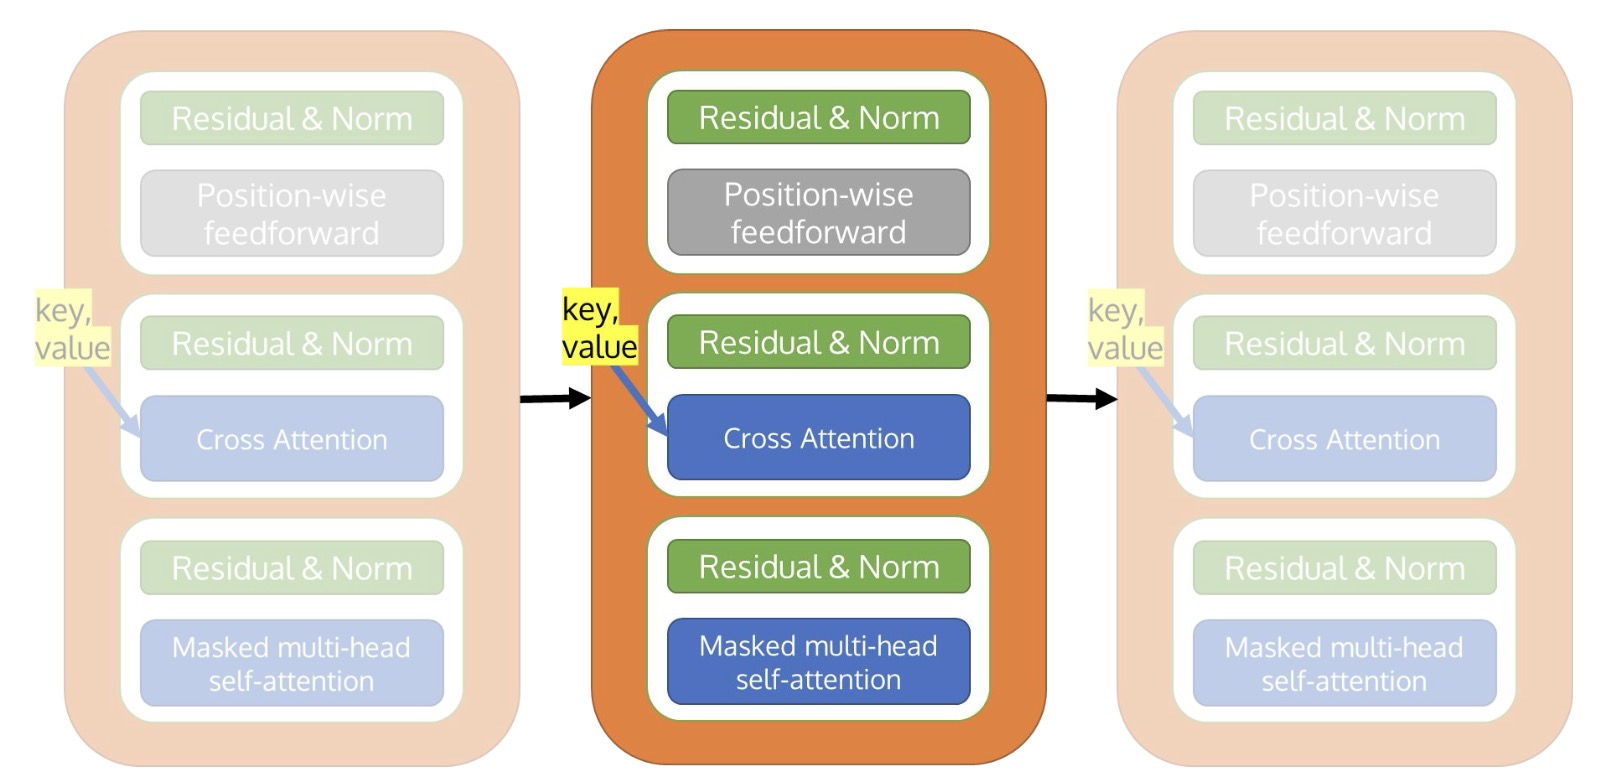 Residual & Norm
Position-wise
feedforward
key,
value
Residual & Norm
Cross Attention
Residual & Norm
Masked multi-head
self-attention
Residual & Norm
Position-wise
feedforward
key,
value
Residual & Norm
Cross Attention
Residual & Norm
Masked multi-head
self-attention
Residual & Norm
Position-wise
feedforward
key,
value
Residual & Norm
Cross Attention
Residual & Norm
Masked multi-head
self-attention